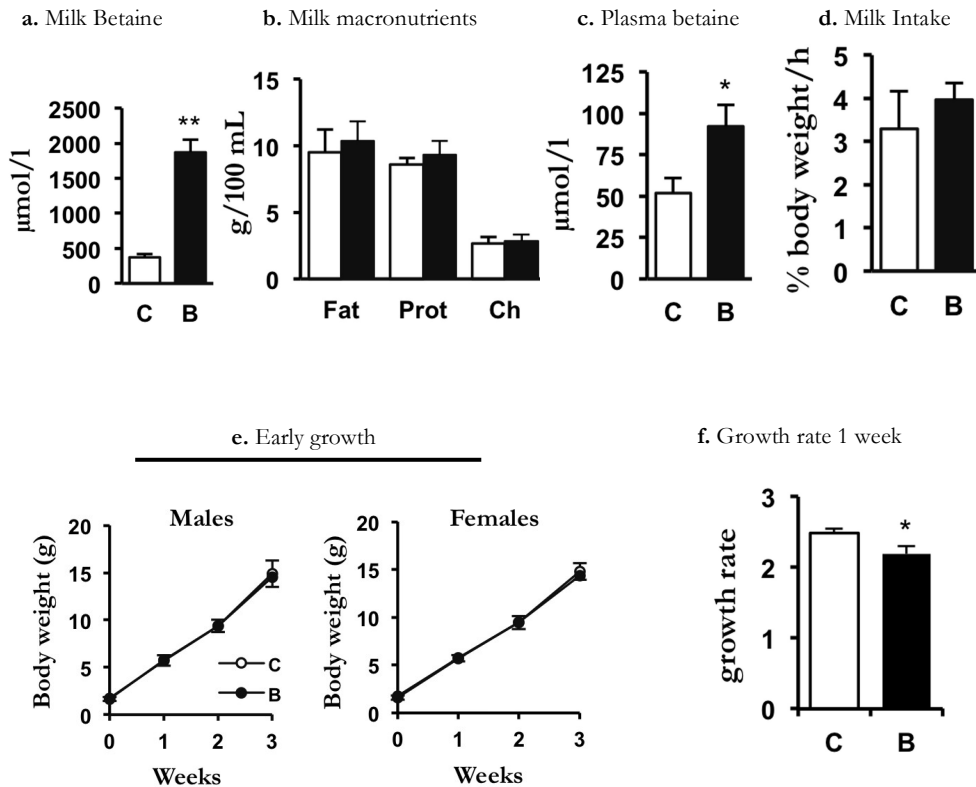 a. Milk Betaine
b. Milk macronutrients
c. Plasma betaine
d. Milk Intake
µmol/l
2500
2000
1500
1000
500
0
**
C B
g/100 mL
15
10
5
0
Fat Prot Ch
µmol/l
125
100
75
50
25
0
*
C B
% body weight/h
5
4
3
2
1
0
C B
e. Early growth
Males
Body weight (g)
20
15
10
5
0
C
B
0 1 2 3
Weeks
Females
Body weight (g)
20
15
10
5
0
0 1 2 3
Weeks
f. Growth rate 1 week
growth rate
3
2
1
0
*
C B